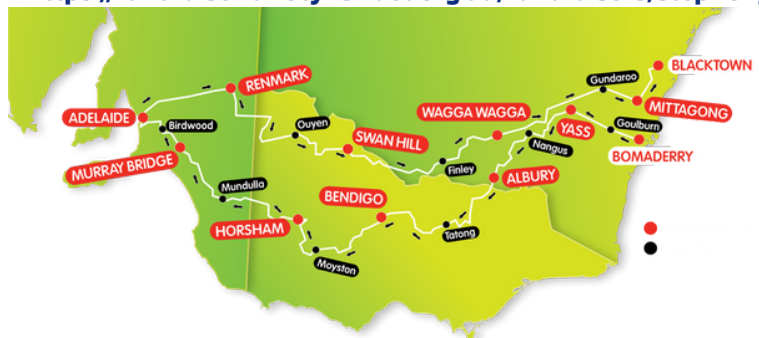 BLACKTOWN
Gundaroo
RENMARK
MITTAGONG
WAGGA WAGGA
ADELAIDE
Birdwood
Ouyen
YASS
Goulburn
SWAN HILL
Nangus
BOMADERRY
MURRAY BRIDGE
Finley
ALBURY
Mundulla
BENDIGO
HORSHAM
Tatong
Moyston